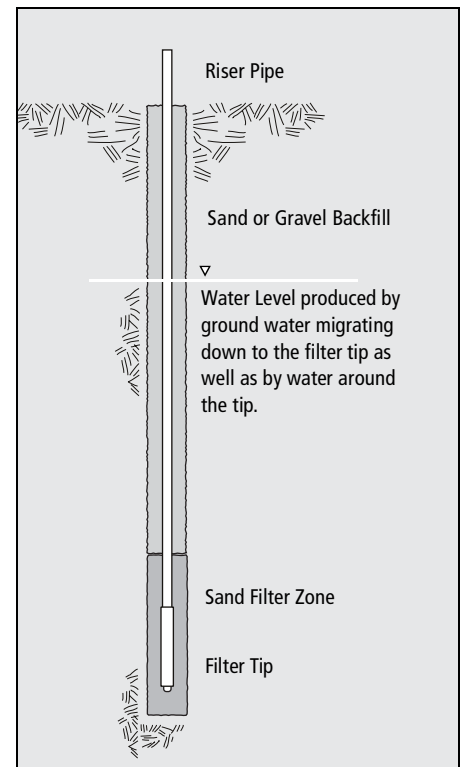 Riser Pipe
Sand or Gravel Backfill
Water Level produced by
ground water migrating
down to the filter tip as
well as by water around
the tip.
Sand Filter Zone
Filter Tip